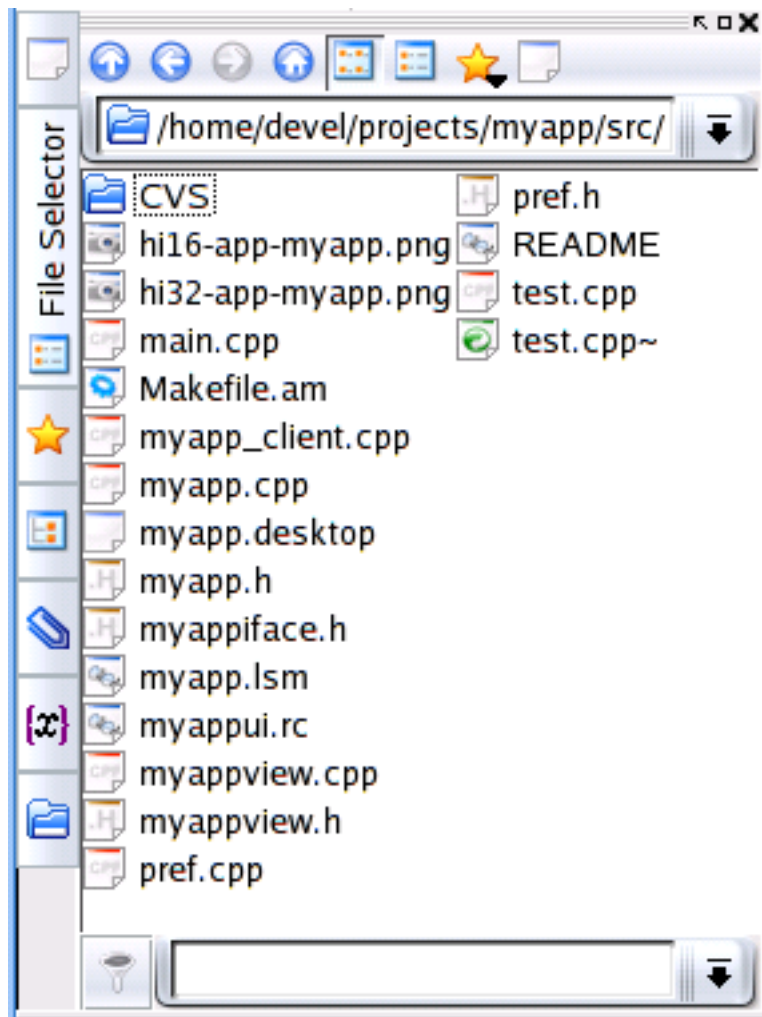 /home/devel/projects/myapp/src/
File Selector
CVS
hi16-app-myapp.png
hi32-app-myapp.png
main.cpp
Makefile.am
myapp_client.cpp
myapp.cpp
myapp.desktop
myapp.h
myappiface.h
myapp.lsm
myappui.rc
myappview.cpp
myappview.h
pref.cpp
pref.h
README
test.cpp
test.cpp~
{x}